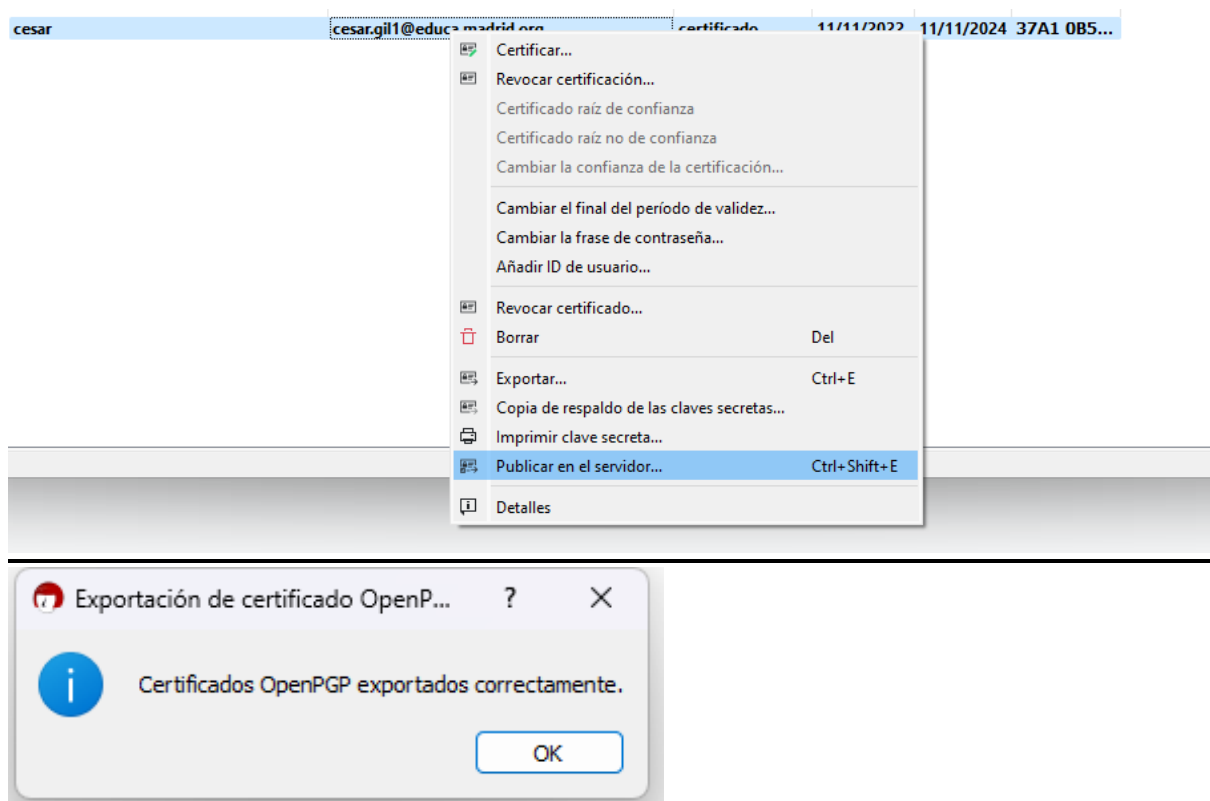 cesar cesar.gil1@educa.madrid.org certificado 11/11/2022 11/11/2024 37A1 0B5...
Certificar...
Revocar certificación...
Certificado raíz de confianza
Certificado raíz no de confianza
Cambiar la confianza de la certificación...
Cambiar el final del período de validez...
Cambiar la frase de contraseña...
Añadir ID de usuario...
Revocar certificado...
Borrar Del
Exportar... Ctrl+E
Copia de respaldo de las claves secretas...
Imprimir clave secreta...
Publicar en el servidor... Ctrl+Shift+E
Detalles
Exportación de certificado OpenP... ?
Certificados OpenPGP exportados correctamente.
OK